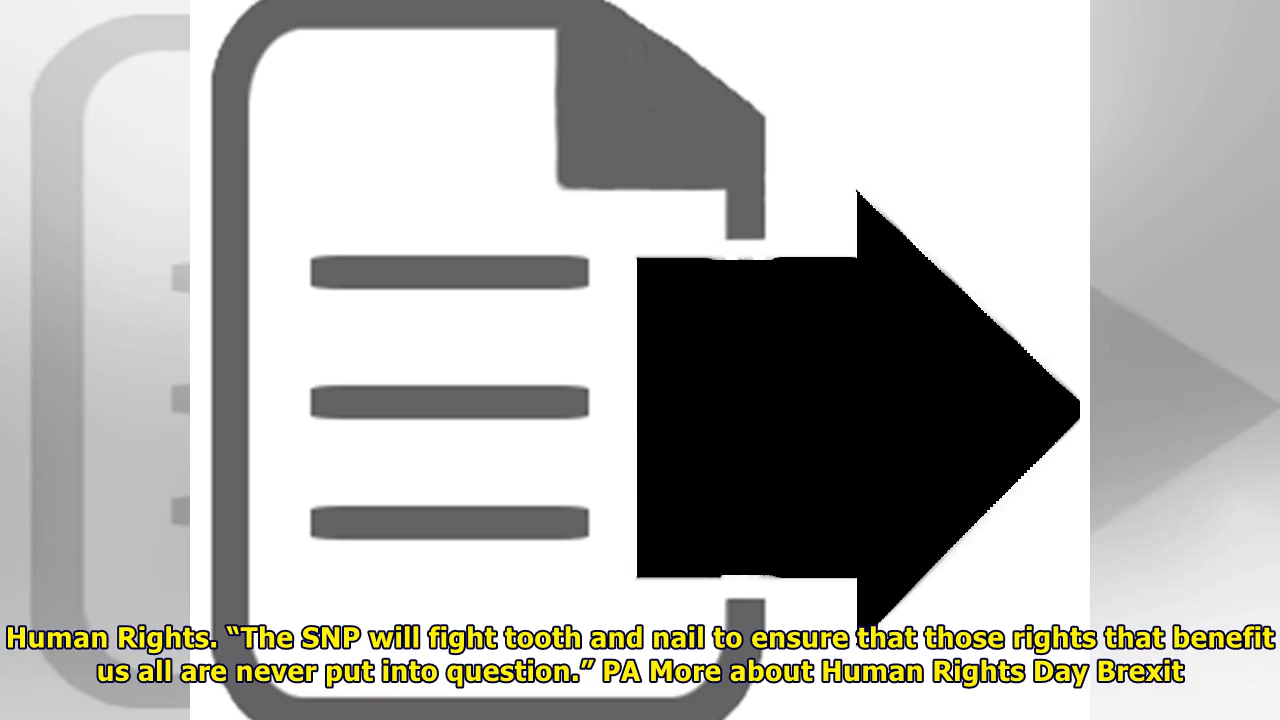 Human Rights. “The SNP will fight tooth and nail to ensure that those rights that benefit
us all are never put into question.” PA More about Human Rights Day Brexit